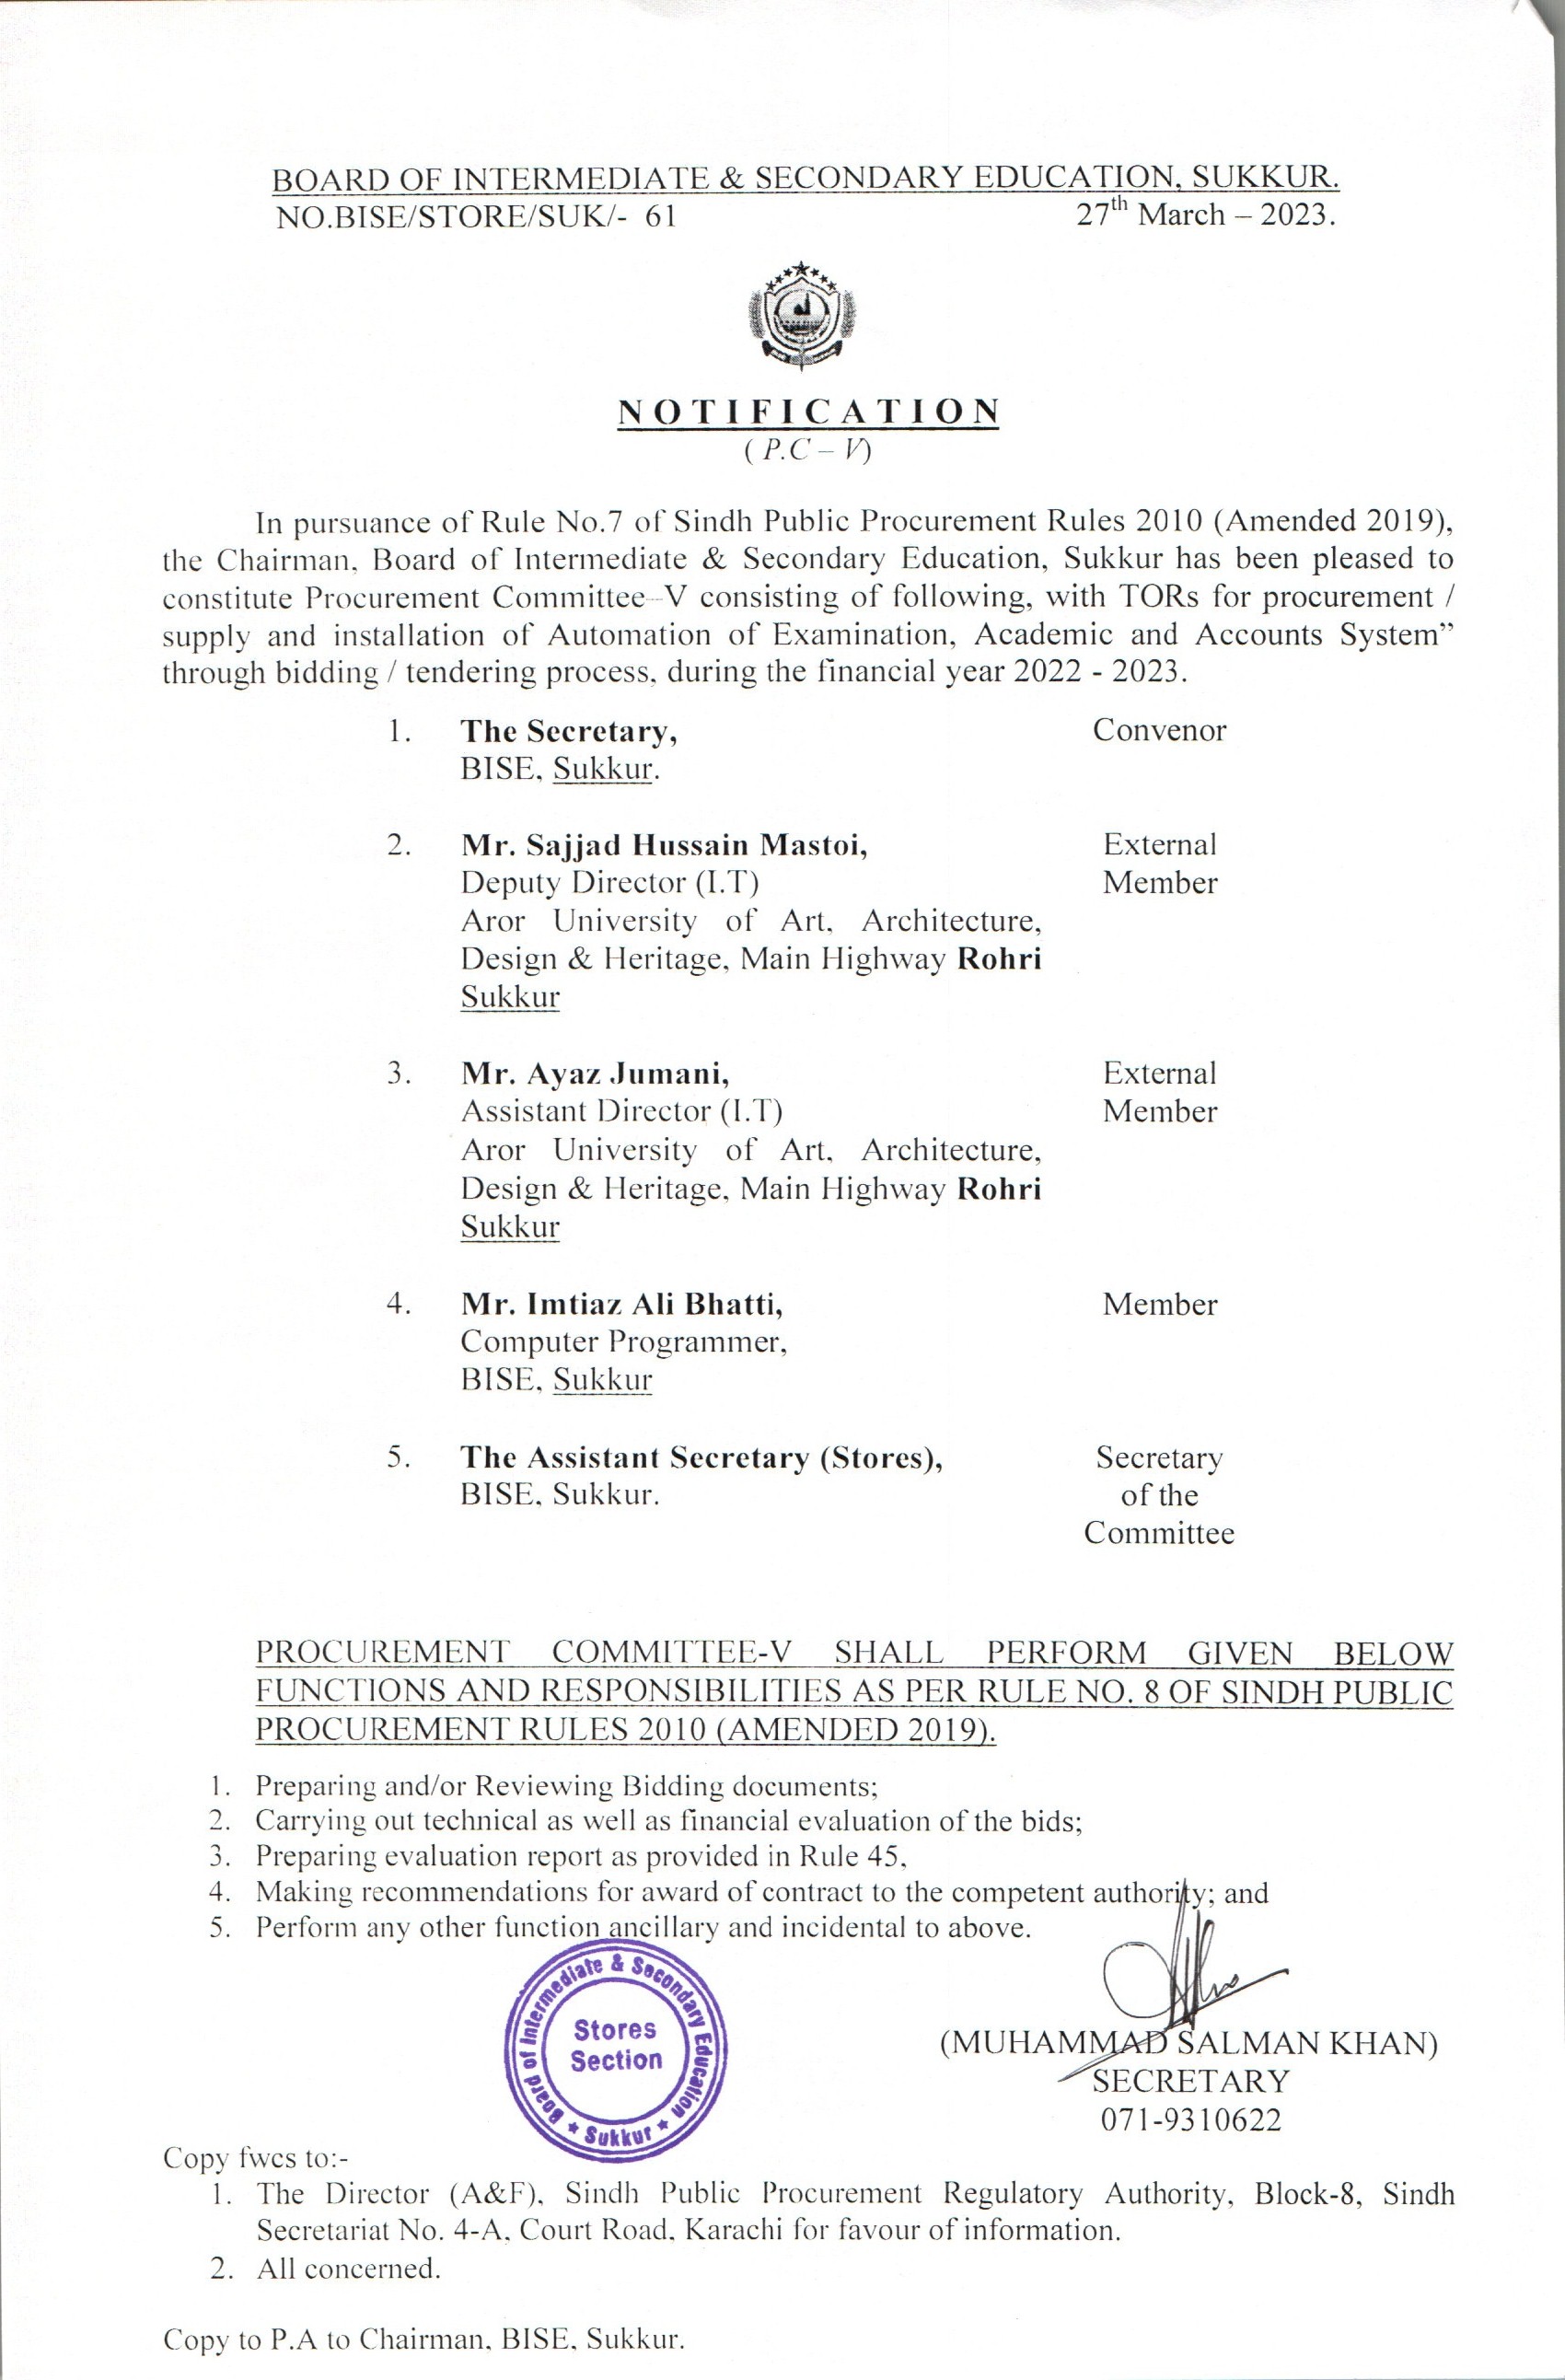 BOARD OF INTERMEDIATE & SECONDARY EDUCATION, SUKKUR.
NO.BISE/STORE/SUK/- 61 27th March – 2023.
NOTIFICATION
( P.C – V)
In pursuance of Rule No.7 of Sindh Public Procurement Rules 2010 (Amended 2019),
the Chairman, Board of Intermediate & Secondary Education, Sukkur has been pleased to
constitute Procurement Committee–V consisting of following, with TORs for procurement /
supply and installation of Automation of Examination, Academic and Accounts System”
through bidding / tendering process, during the financial year 2022 - 2023.
1. The Secretary, Convenor
BISE, Sukkur.
2. Mr. Sajjad Hussain Mastoi, External
Deputy Director (I.T) Member
Aror University of Art, Architecture,
Design & Heritage, Main Highway Rohri
Sukkur
3. Mr. Ayaz Jumani, External
Assistant Director (I.T) Member
Aror University of Art, Architecture,
Design & Heritage, Main Highway Rohri
Sukkur
4. Mr. Imtiaz Ali Bhatti, Member
Computer Programmer,
BISE, Sukkur
5. The Assistant Secretary (Stores), Secretary
BISE, Sukkur. of the
Committee
PROCUREMENT COMMITTEE-V SHALL PERFORM GIVEN BELOW
FUNCTIONS AND RESPONSIBILITIES AS PER RULE NO. 8 OF SINDH PUBLIC
PROCUREMENT RULES 2010 (AMENDED 2019).
1. Preparing and/or Reviewing Bidding documents;
2. Carrying out technical as well as financial evaluation of the bids;
3. Preparing evaluation report as provided in Rule 45,
4. Making recommendations for award of contract to the competent authority; and
5. Perform any other function ancillary and incidental to above.
Board of Intermediate & Secondary Education
Stores
Section
★ Sukkur ★
(MUHAMMAD SALMAN KHAN)
SECRETARY
071-9310622
Copy fwcs to:-
1. The Director (A&F), Sindh Public Procurement Regulatory Authority, Block-8, Sindh
Secretariat No. 4-A, Court Road, Karachi for favour of information.
2. All concerned.
Copy to P.A to Chairman, BISE, Sukkur.